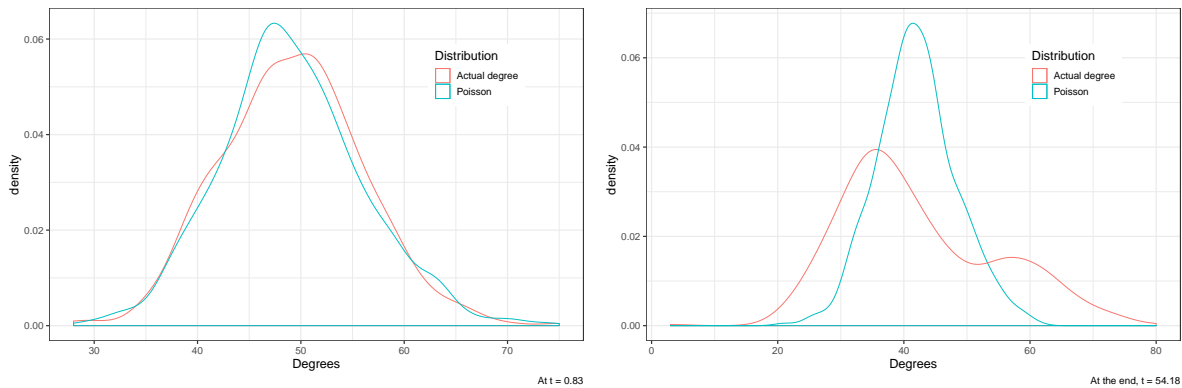 0.06
0.04
0.02
0.00
density
30
40
50
60
70
Degrees
Distribution
Actual degree
Poisson
At t = 0.83
0.06
0.04
0.02
0.00
density
0
20
40
60
80
Degrees
Distribution
Actual degree
Poisson
At the end, t = 54.18